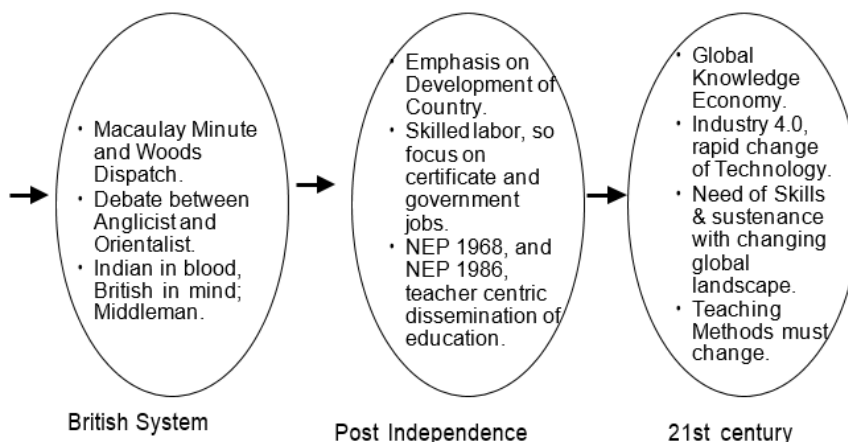 · Macaulay Minute
and Woods
Dispatch.
· Debate between
Anglicist and
Orientalist.
· Indian in blood,
British in mind;
Middleman.
British System
· Emphasis on
Development of
Country.
· Skilled labor, so
focus on
certificate and
government
jobs.
· NEP 1968, and
NEP 1986,
teacher centric
dissemination of
education.
Post Independence
· Global
Knowledge
Economy.
· Industry 4.0,
rapid change
of Technology.
· Need of Skills
& sustenance
with changing
global
landscape.
· Teaching
Methods must
change.
21st century